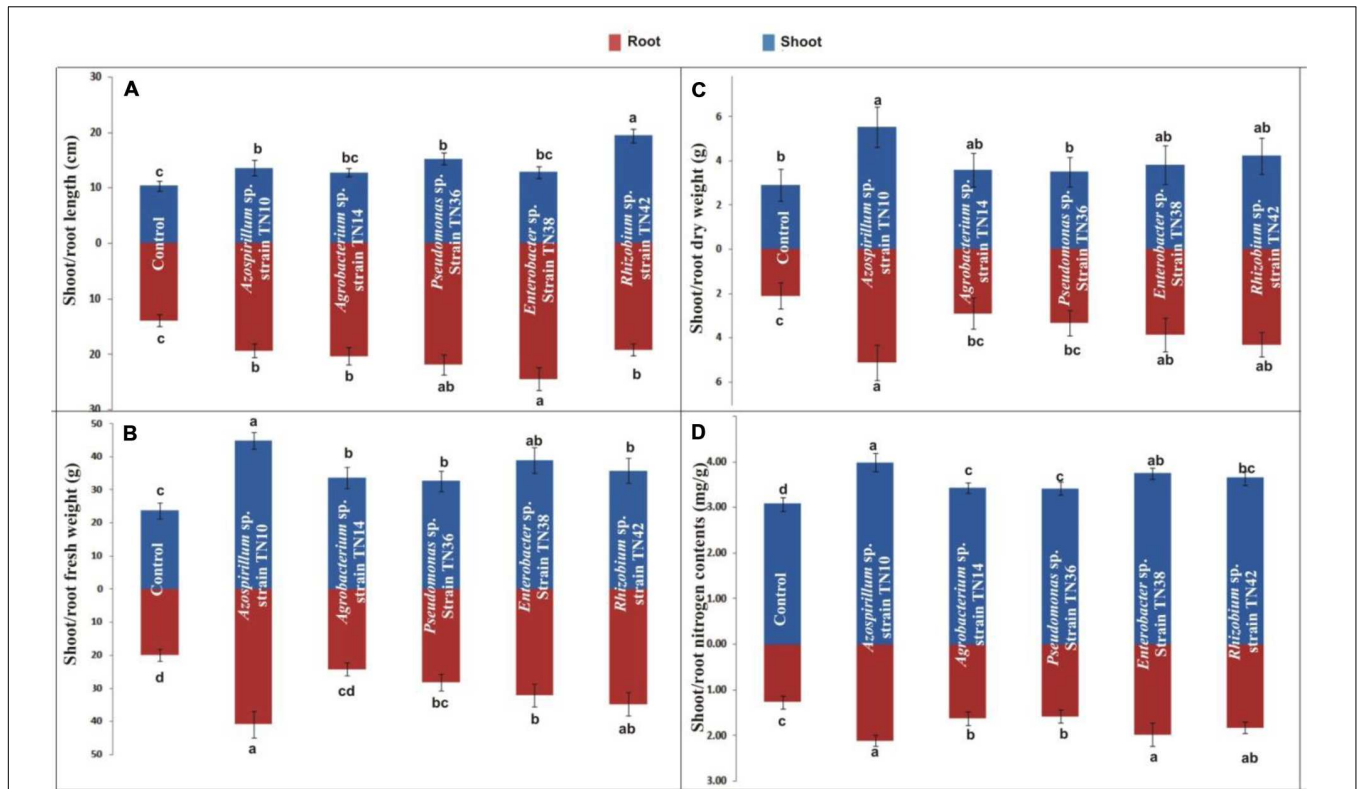 Root Shoot
A
Shoot/root length (cm)
30
20
10
0
10
20
30
c b bc b bc a
Control
Azospirillum sp.
strain TN10
Agrobacterium sp.
strain TN14
Pseudomonas sp.
Strain TN36
Enterobacter sp.
Strain TN38
Rhizobium sp.
strain TN42
c b b ab a b
B
Shoot/root fresh weight (g)
50
40
30
20
10
0
10
20
30
40
50
c a b b ab b
Control
Azospirillum sp.
strain TN10
Agrobacterium sp.
strain TN14
Pseudomonas sp.
Strain TN36
Enterobacter sp.
Strain TN38
Rhizobium sp.
strain TN42
d a cd bc b ab
C
Shoot/root dry weight (g)
6
4
2
0
2
4
6
b a ab b ab ab
Control
Azospirillum sp.
strain TN10
Agrobacterium sp.
strain TN14
Pseudomonas sp.
Strain TN36
Enterobacter sp.
Strain TN38
Rhizobium sp.
strain TN42
c a bc bc ab ab
D
Shoot/root nitrogen contents (mg/g)
4.00
3.00
2.00
1.00
0.00
1.00
2.00
3.00
d a c c ab bc
Control
Azospirillum sp.
strain TN10
Agrobacterium sp.
strain TN14
Pseudomonas sp.
Strain TN36
Enterobacter sp.
Strain TN38
Rhizobium sp.
strain TN42
c a b b a ab